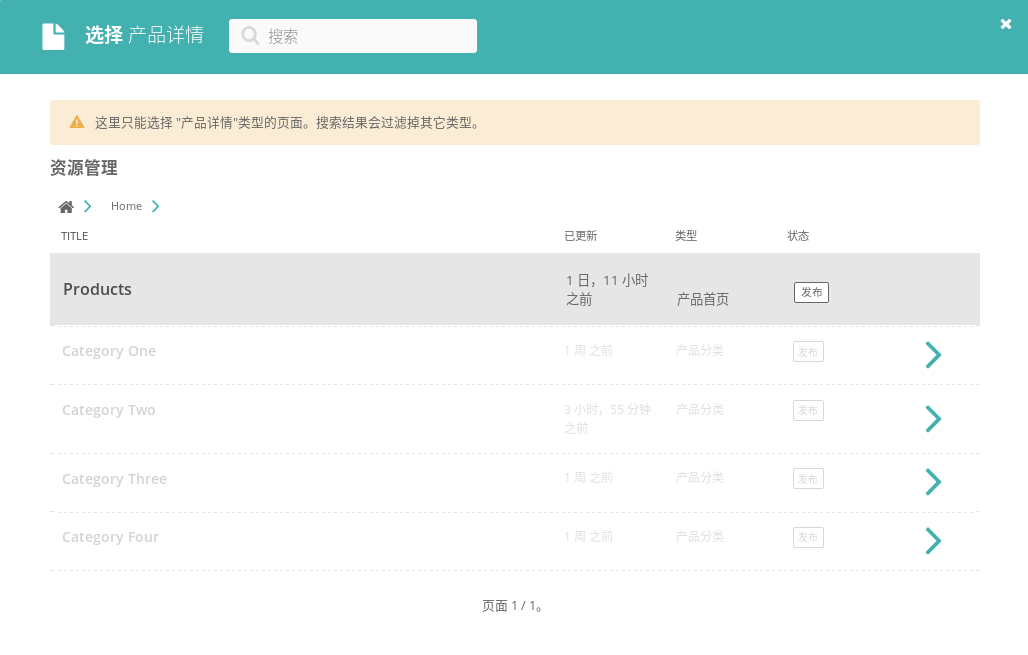 选择 产品详情 搜索
这里只能选择 "产品详情"类型的页面。搜索结果会过滤掉其它类型。
资源管理
Home
TITLE 已更新 类型 状态
Products 1 日，11 小时之前 产品首页 发布
Category One 1 周 之前 产品分类 发布
Category Two 3 小时，55 分钟之前 产品分类 发布
Category Three 1 周 之前 产品分类 发布
Category Four 1 周 之前 产品分类 发布
页面 1 / 1。